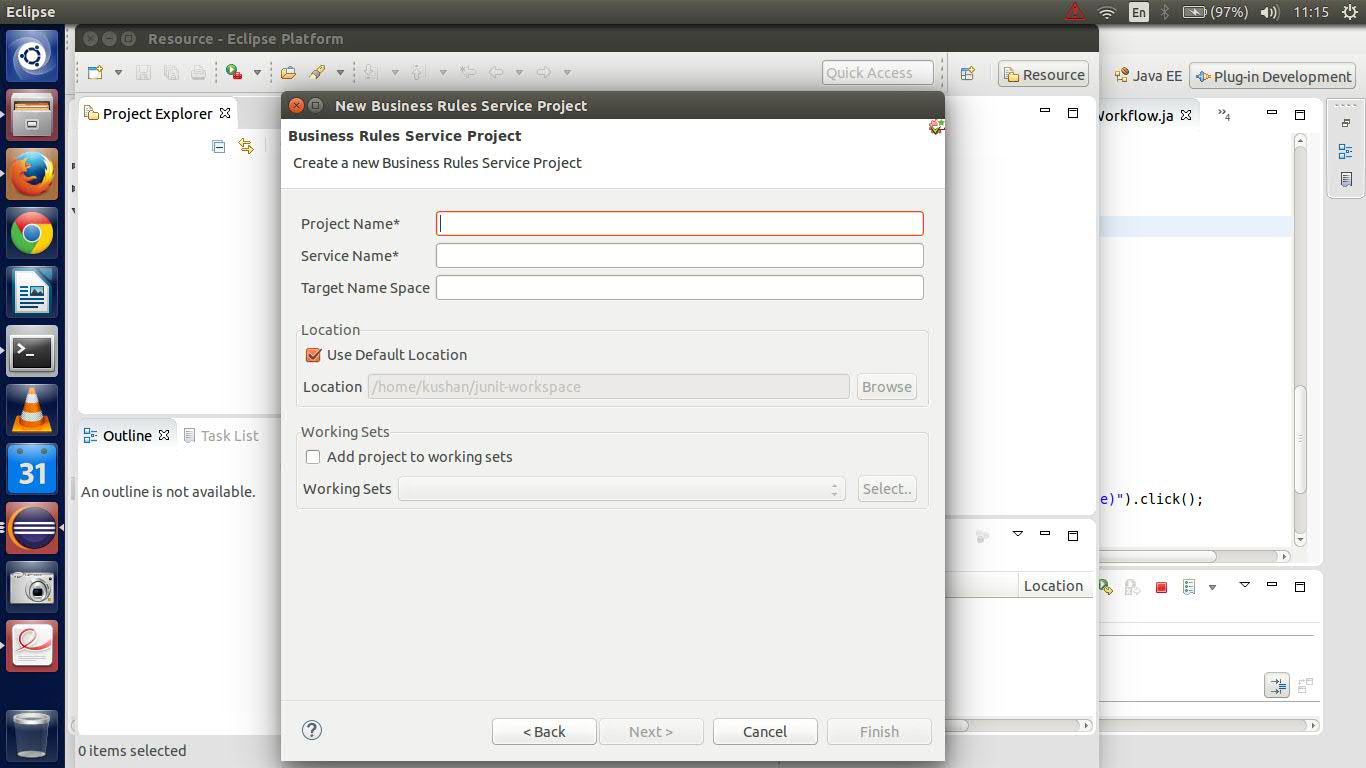 Eclipse
En
(97%)
11:15
Resource - Eclipse Platform
Quick Access
Resource
Java EE
Plug-in Development
Project Explorer
New Business Rules Service Project
Workflow.ja
4
Business Rules Service Project
Create a new Business Rules Service Project
Project Name*
Service Name*
Target Name Space
Location
Use Default Location
Location /home/kushan/junit-workspace Browse
Outline
Task List
Working Sets
Add project to working sets
31
Working Sets Select..
An outline is not available.
e)").click();
Location
< Back Next > Cancel Finish
0 items selected